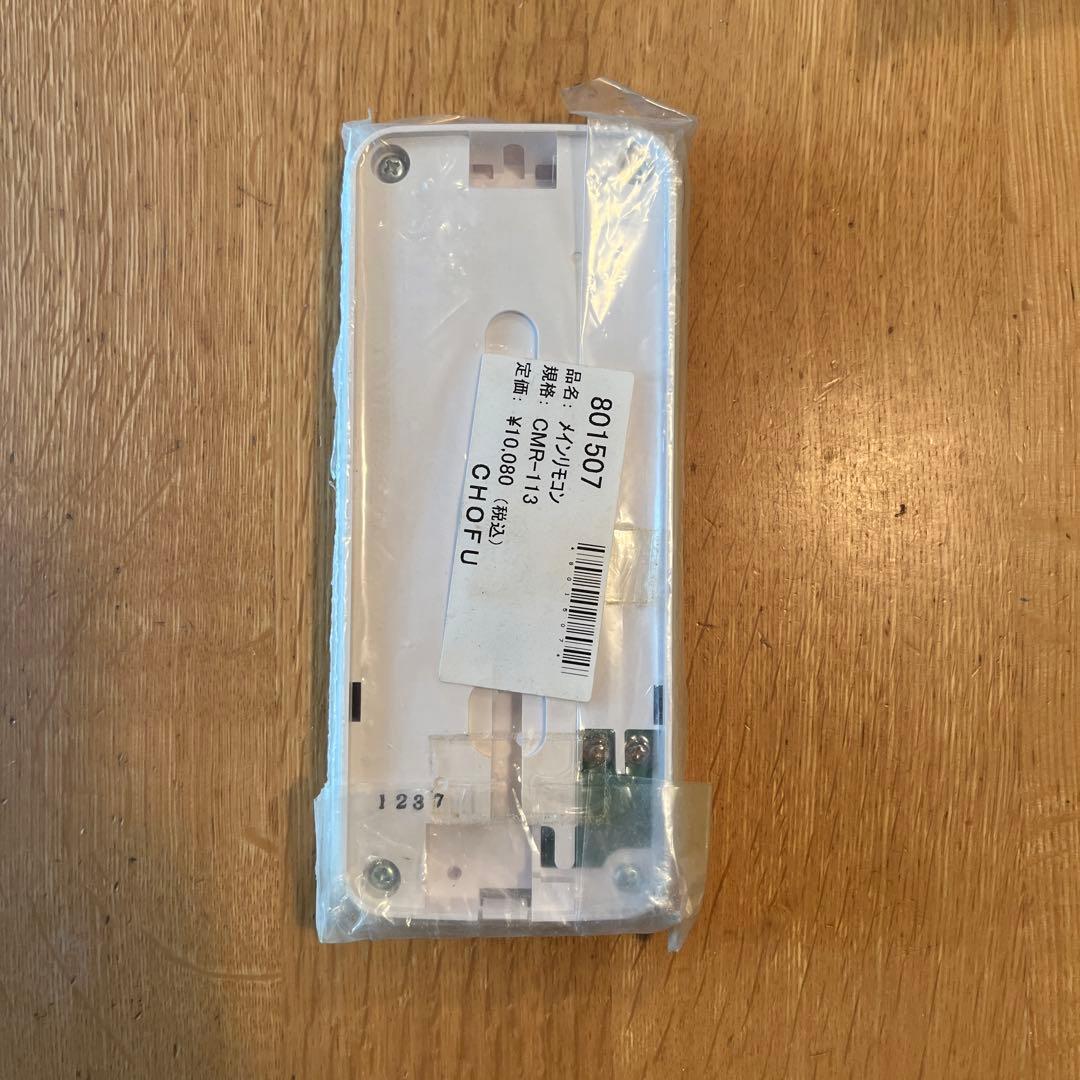 801507
品名: メインリモコン
規格: CMR-113
定価: ¥10,080 (税込)
CHOFU
*801507*
1237